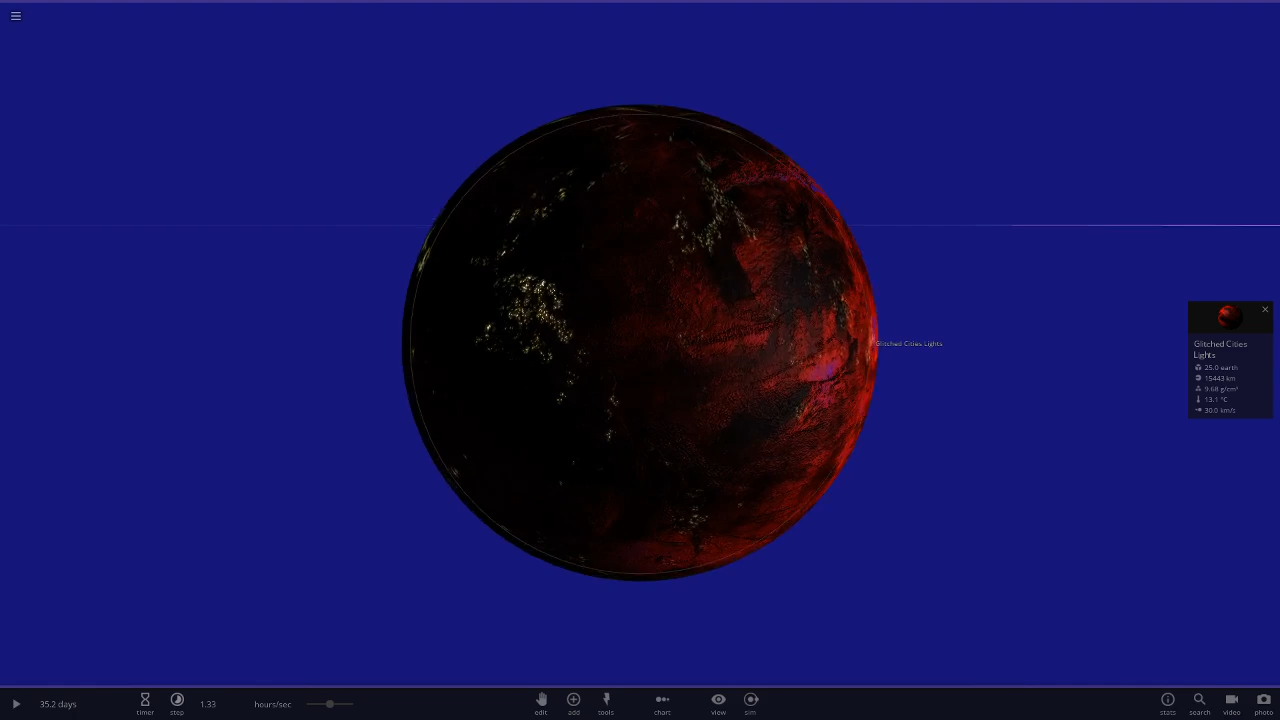 Glitched Cities Lights
Glitched Cities
Lights
25.0 earth
15443 km
9.68 g/cm³
13.1 °C
30.0 km/s
35.2 days
timer
step
1.33
hours/sec
edit
add
tools
chart
view
sim
stats
search
video
photo